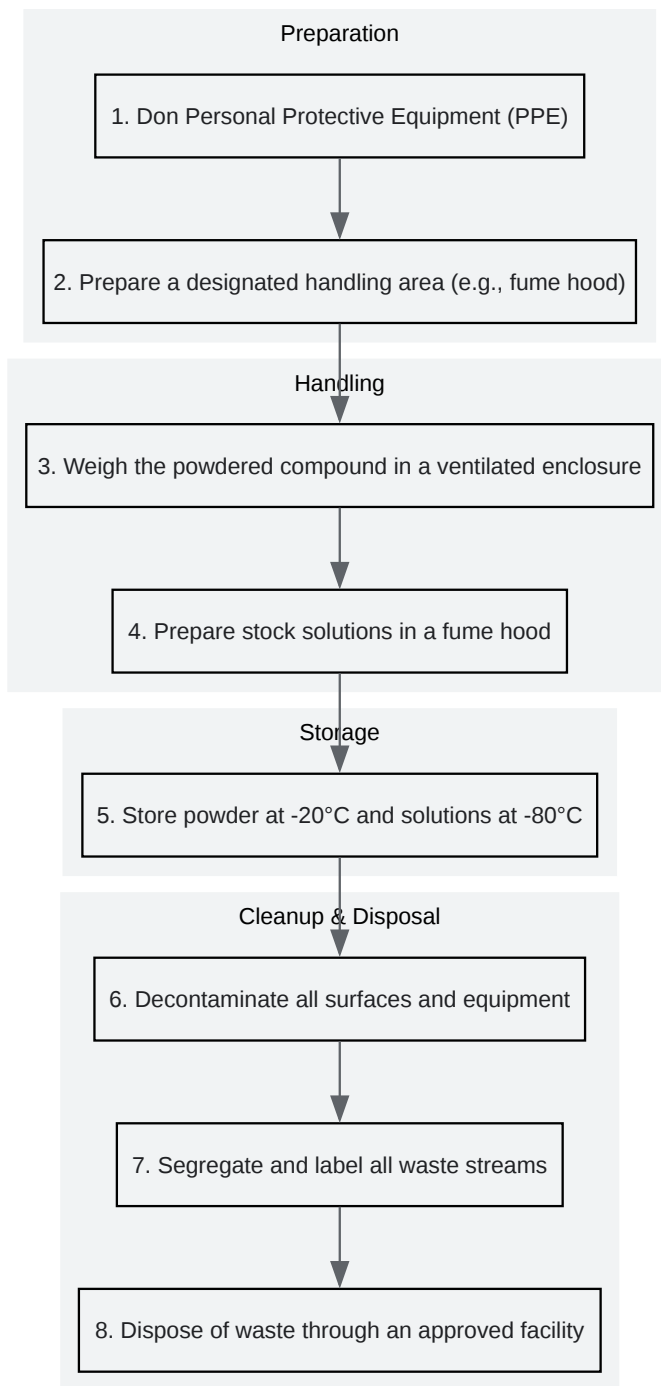 Preparation
1. Don Personal Protective Equipment (PPE)
2. Prepare a designated handling area (e.g., fume hood)
Handling
3. Weigh the powdered compound in a ventilated enclosure
4. Prepare stock solutions in a fume hood
Storage
5. Store powder at -20°C and solutions at -80°C
Cleanup & Disposal
6. Decontaminate all surfaces and equipment
7. Segregate and label all waste streams
8. Dispose of waste through an approved facility